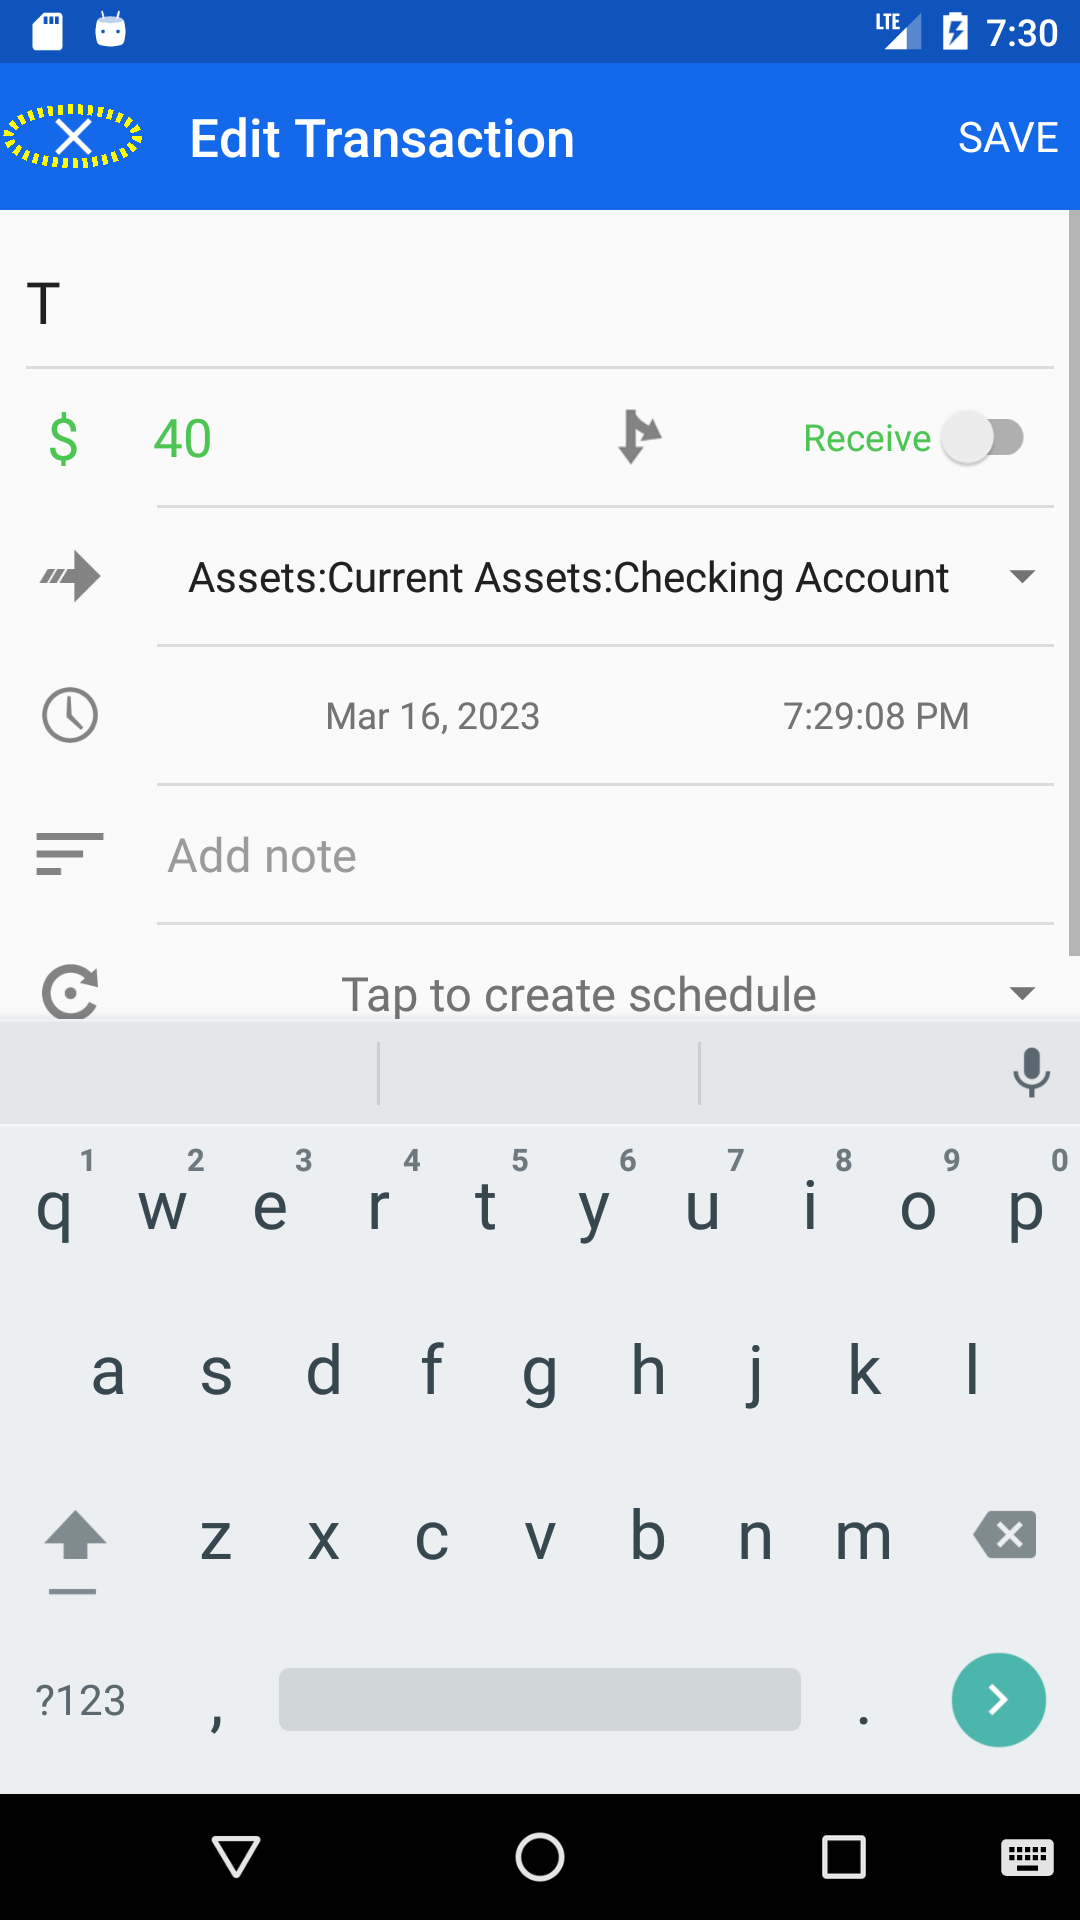 LTE 7:30
Edit Transaction SAVE
T
$ 40 Receive
Assets:Current Assets:Checking Account
Mar 16, 2023 7:29:08 PM
Add note
Tap to create schedule
1 2 3 4 5 6 7 8 9 0
q w e r t y u i o p
a s d f g h j k l
z x c v b n m
?123 , .